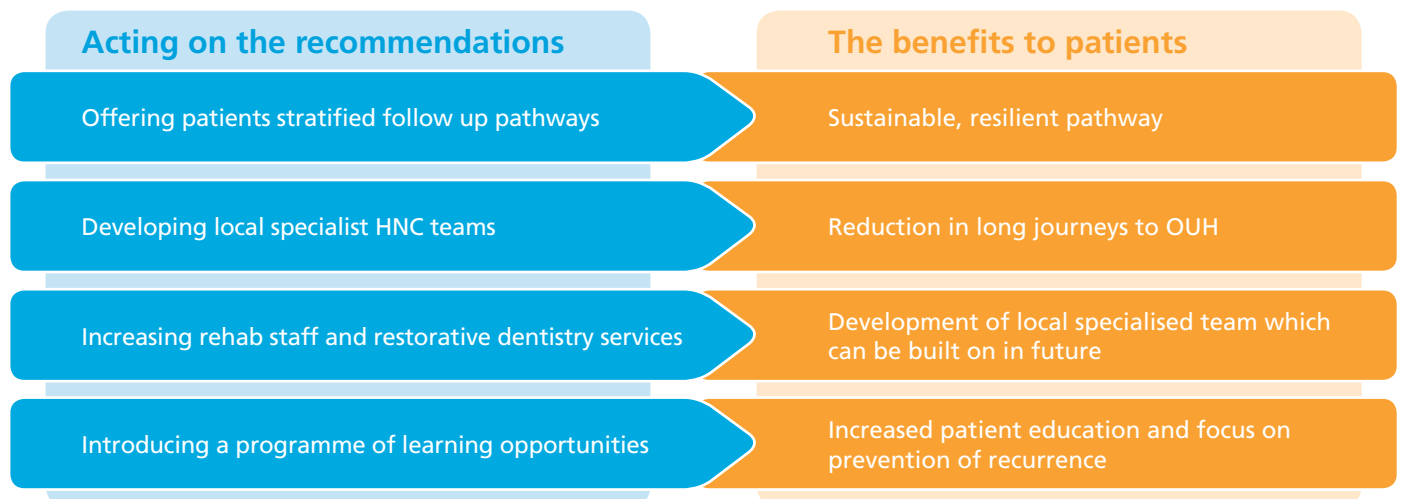 Acting on the recommendations
The benefits to patients
Offering patients stratified follow up pathways
Sustainable, resilient pathway
Developing local specialist HNC teams
Reduction in long journeys to OUH
Increasing rehab staff and restorative dentistry services
Development of local specialised team which
can be built on in future
Introducing a programme of learning opportunities
Increased patient education and focus on
prevention of recurrence